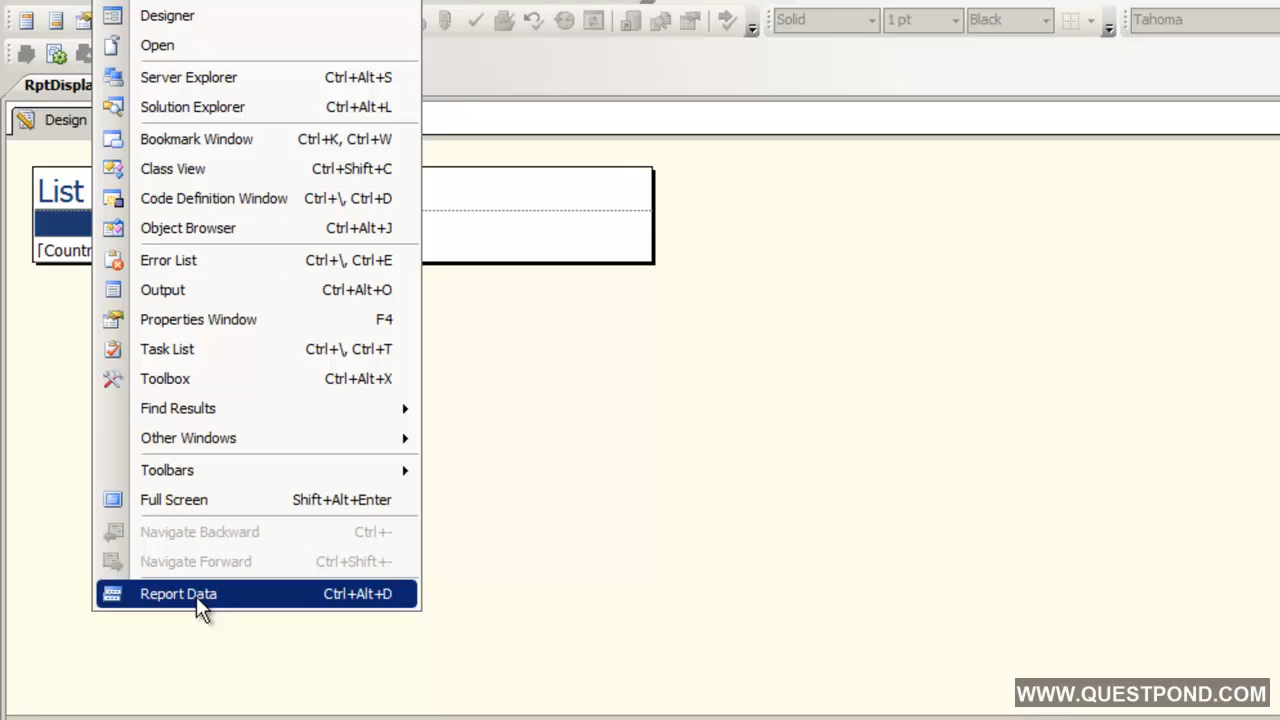 Designer
Solid
1 pt
Black
Tahoma
Open
RptDispla
Server Explorer Ctrl+Alt+S
Solution Explorer Ctrl+Alt+L
Design
Bookmark Window Ctrl+K, Ctrl+W
Class View Ctrl+Shift+C
List
Code Definition Window Ctrl+\, Ctrl+D
Object Browser Ctrl+Alt+J
[Countr
Error List Ctrl+\, Ctrl+E
Output Ctrl+Alt+O
Properties Window F4
Task List Ctrl+\, Ctrl+T
Toolbox Ctrl+Alt+X
Find Results
Other Windows
Toolbars
Full Screen Shift+Alt+Enter
Navigate Backward Ctrl+-
Navigate Forward Ctrl+Shift+-
Report Data Ctrl+Alt+D
WWW.QUESTPOND.COM